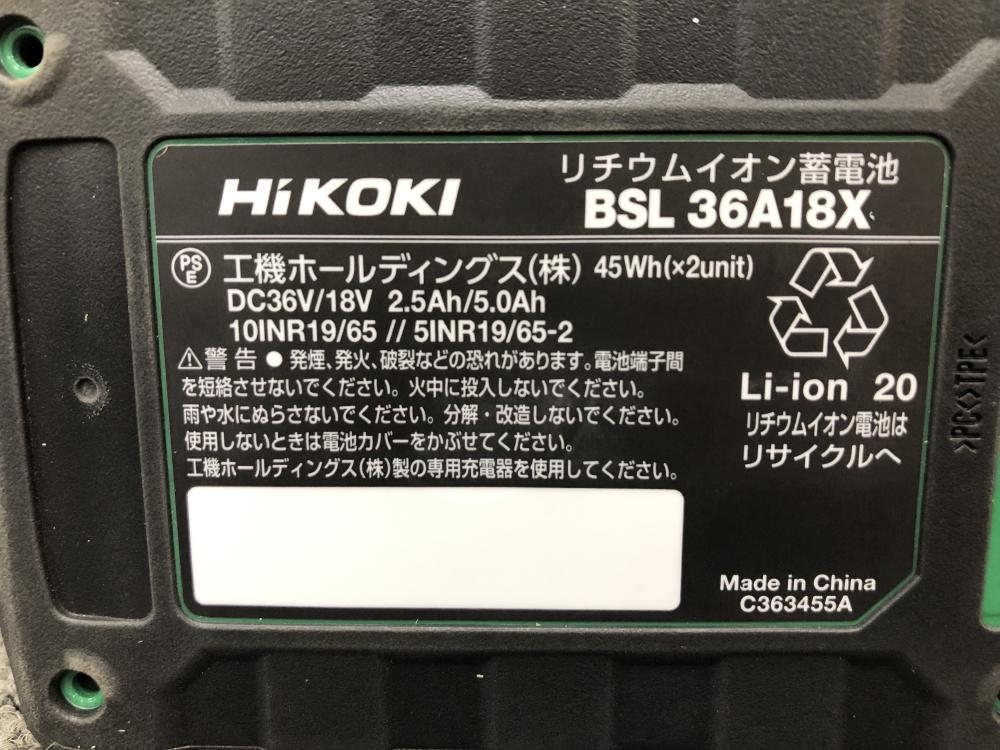 HiKOKI
リチウムイオン蓄電池
BSL 36A18X
PS E 工機ホールディングス(株) 45Wh(×2unit)
DC36V/18V 2.5Ah/5.0Ah
10INR19/65 // 5INR19/65-2
⚠警告 ● 発煙、発火、破裂などの恐れがあります。電池端子間
を短絡させないでください。火中に投入しないでください。
雨や水にぬらさないでください。分解・改造しないでください。
使用しないときは電池カバーをかぶせてください。
工機ホールディングス(株)製の専用充電器を使用してください。
Li-ion 20
リチウムイオン電池は
リサイクルへ
Made in China
C363455A
>PC<>TPE<